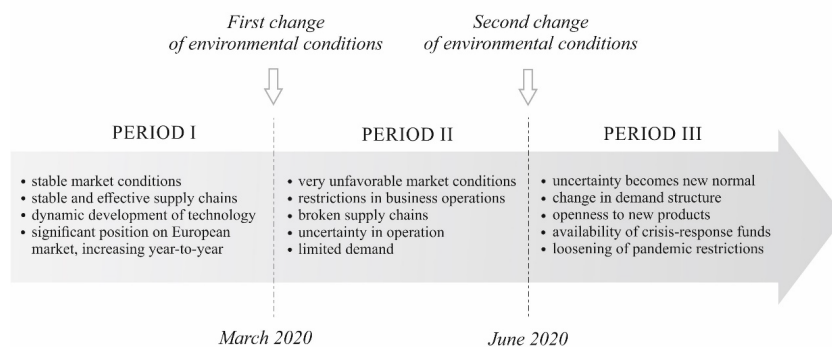 First change
of environmental conditions
Second change
of environmental conditions
PERIOD I
PERIOD II
PERIOD III
• stable market conditions
• stable and effective supply chains
• dynamic development of technology
• significant position on European
market, increasing year-to-year
• very unfavorable market conditions
• restrictions in business operations
• broken supply chains
• uncertainty in operation
• limited demand
• uncertainty becomes new normal
• change in demand structure
• openness to new products
• availability of crisis-response funds
• loosening of pandemic restrictions
March 2020
June 2020